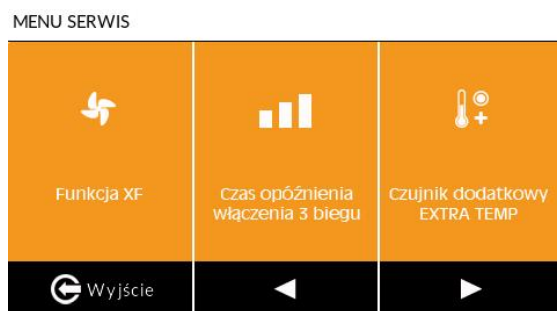 MENU SERWIS
Funkcja XF
Czas opóźnienia
włączenia 3 biegu
Czujnik dodatkowy
EXTRA TEMP
Wyjście